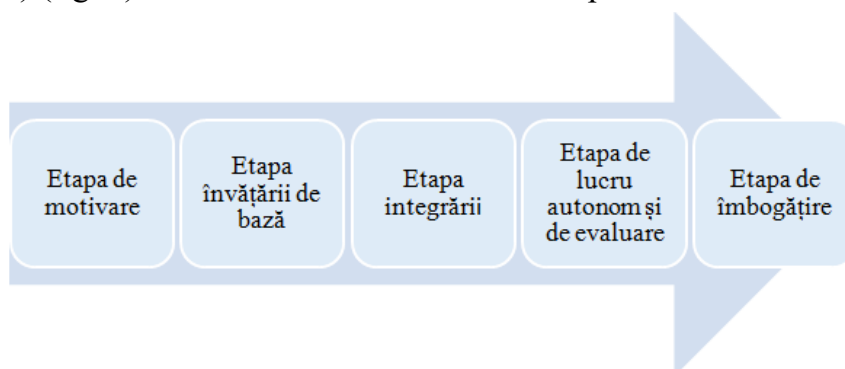 Etapa de
motivare
Etapa
învățării de
bază
Etapa
integrării
Etapa de
lucru
autonom și
de evaluare
Etapa de
îmbogățire